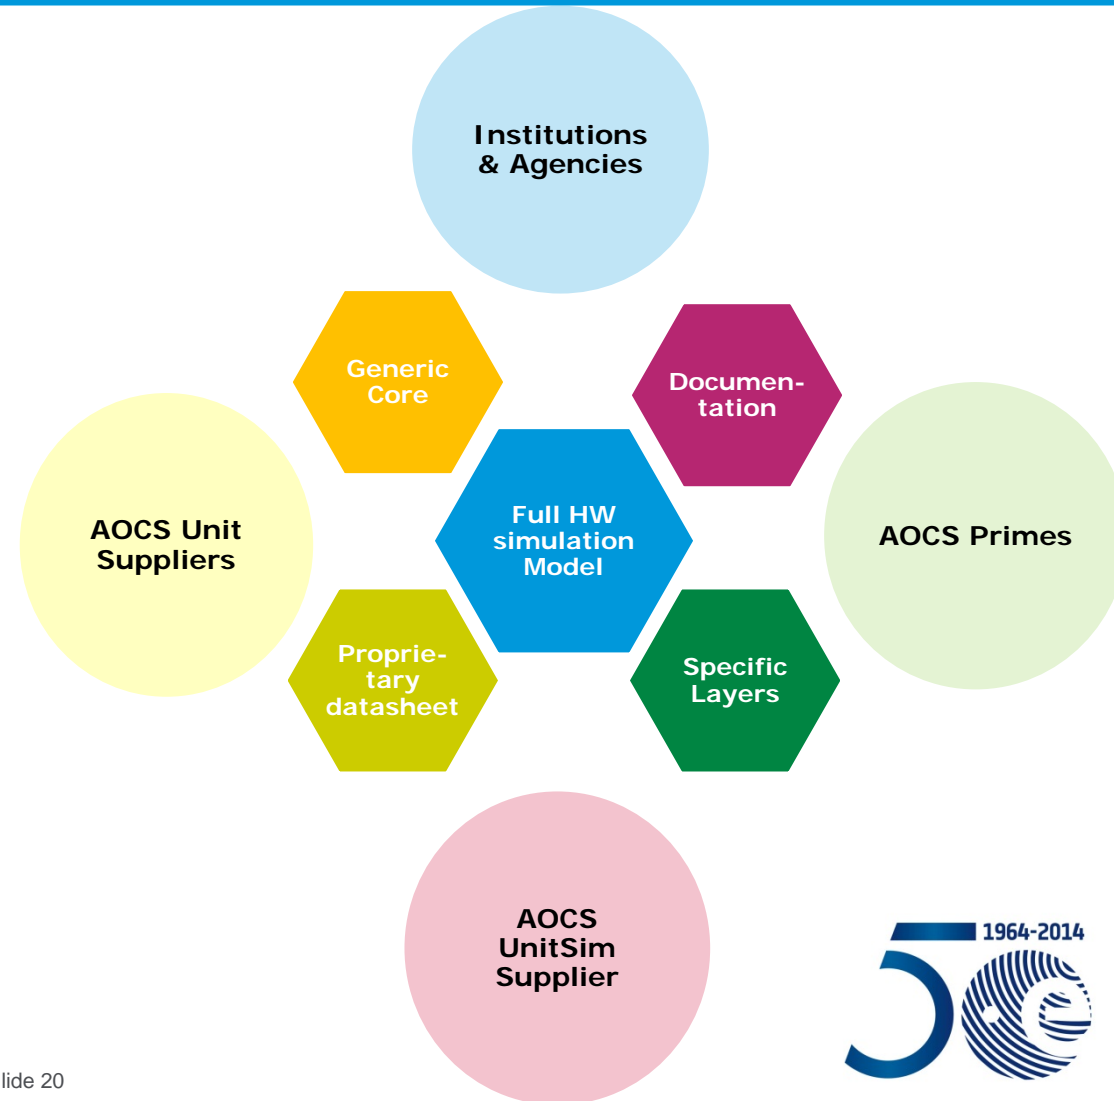 Institutions
& Agencies
Generic
Core
Documen-
tation
AOCS Unit
Suppliers
Full HW
simulation
Model
AOCS Primes
Proprie-
tary
datasheet
Specific
Layers
AOCS
UnitSim
Supplier
1964-2014
50
e
lide 20